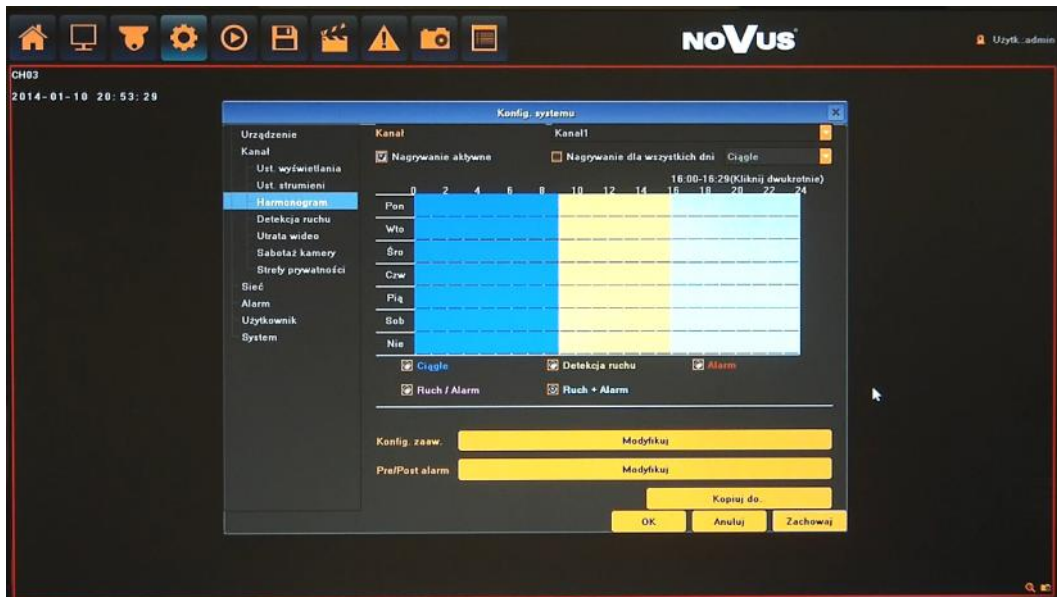 NOVUS
Użytk.:admin
CH03
2014-01-10 20:53:29
Konfig. systemu
Urządzenie
Kanał
Ust. wyświetlania
Ust. strumieni
Harmonogram
Detekcja ruchu
Utrata wideo
Sabotaż kamery
Strefy prywatności
Sieć
Alarm
Użytkownik
System
Kanał Kanał1
Nagrywanie aktywne Nagrywanie dla wszystkich dni Ciągle
16:00-16:29(Kliknij dwukrotnie)
0 2 4 6 8 10 12 14 16 18 20 22 24
Pon
Wto
Śro
Czw
Pią
Sob
Nie
Ciągle Detekcja ruchu Alarm
Ruch / Alarm Ruch + Alarm
Konfig. zaaw. Modyfikuj
Pre/Post alarm Modyfikuj
Kopiuj do.
OK Anuluj Zachowaj